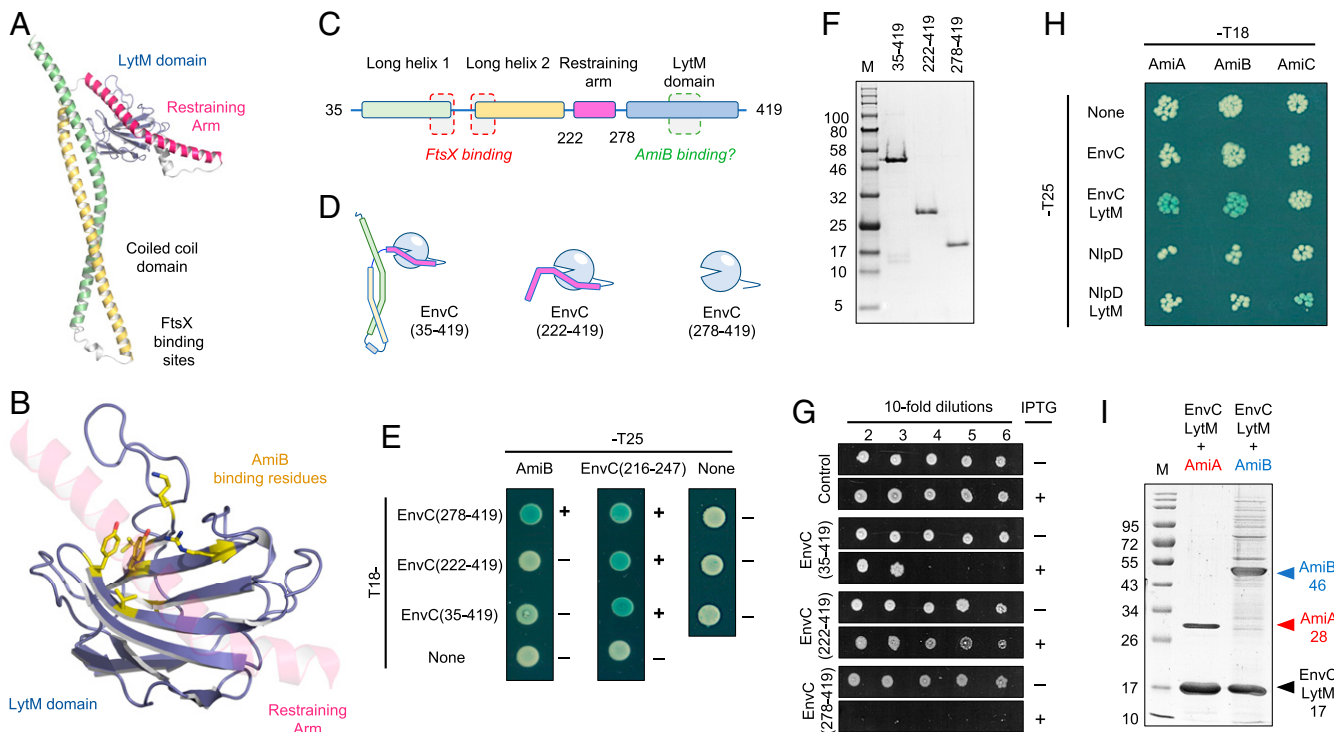 A
LytM domain
Restraining
Arm
Coiled coil
domain
FtsX
binding
sites
B
AmiB
binding residues
LytM domain
Restraining
Arm
C
Long helix 1
Long helix 2
Restraining
arm
LytM
domain
35
419
222
278
FtsX binding
AmiB binding?
D
EnvC
(35-419)
EnvC
(222-419)
EnvC
(278-419)
E
-T25
AmiB
EnvC(216-247)
None
T18-
EnvC(278-419)
+
+
–
EnvC(222-419)
–
+
–
EnvC(35-419)
–
+
–
None
–
–
F
M
35-419
222-419
278-419
100
80
58
46
32
25
17
10
5
G
10-fold dilutions
IPTG
2
3
4
5
6
Control
–
+
EnvC
(35-419)
–
+
EnvC
(222-419)
–
+
EnvC
(278-419)
–
+
H
-T18
AmiA
AmiB
AmiC
-T25
None
EnvC
EnvC
LytM
NlpD
NlpD
LytM
I
EnvC
LytM
+
AmiA
EnvC
LytM
+
AmiB
M
95
72
55
43
34
26
17
10
AmiB
46
AmiA
28
EnvC
LytM
17